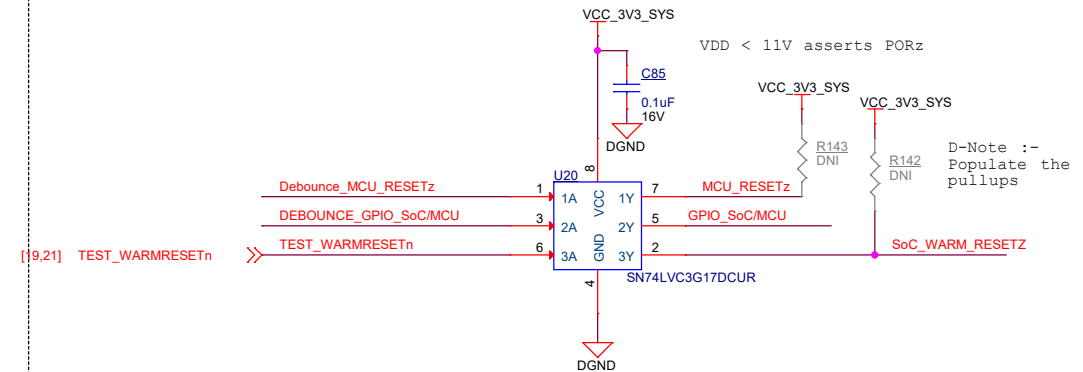 VCC_3V3_SYS
VDD < 11V asserts PORz
C85
0.1uF
16V
DGND
VCC_3V3_SYS
VCC_3V3_SYS
R143
DNI
R142
DNI
D-Note :-
Populate the
pullups
U20
8
VCC
Debounce_MCU_RESETz
1
1A
1Y
7
MCU_RESETz
DEBOUNCE_GPIO_SoC/MCU
3
2A
2Y
5
GPIO_SoC/MCU
[19,21]
TEST_WARMRESETn
TEST_WARMRESETn
6
3A
GND
3Y
2
SoC_WARM_RESETZ
SN74LVC3G17DCUR
4
DGND